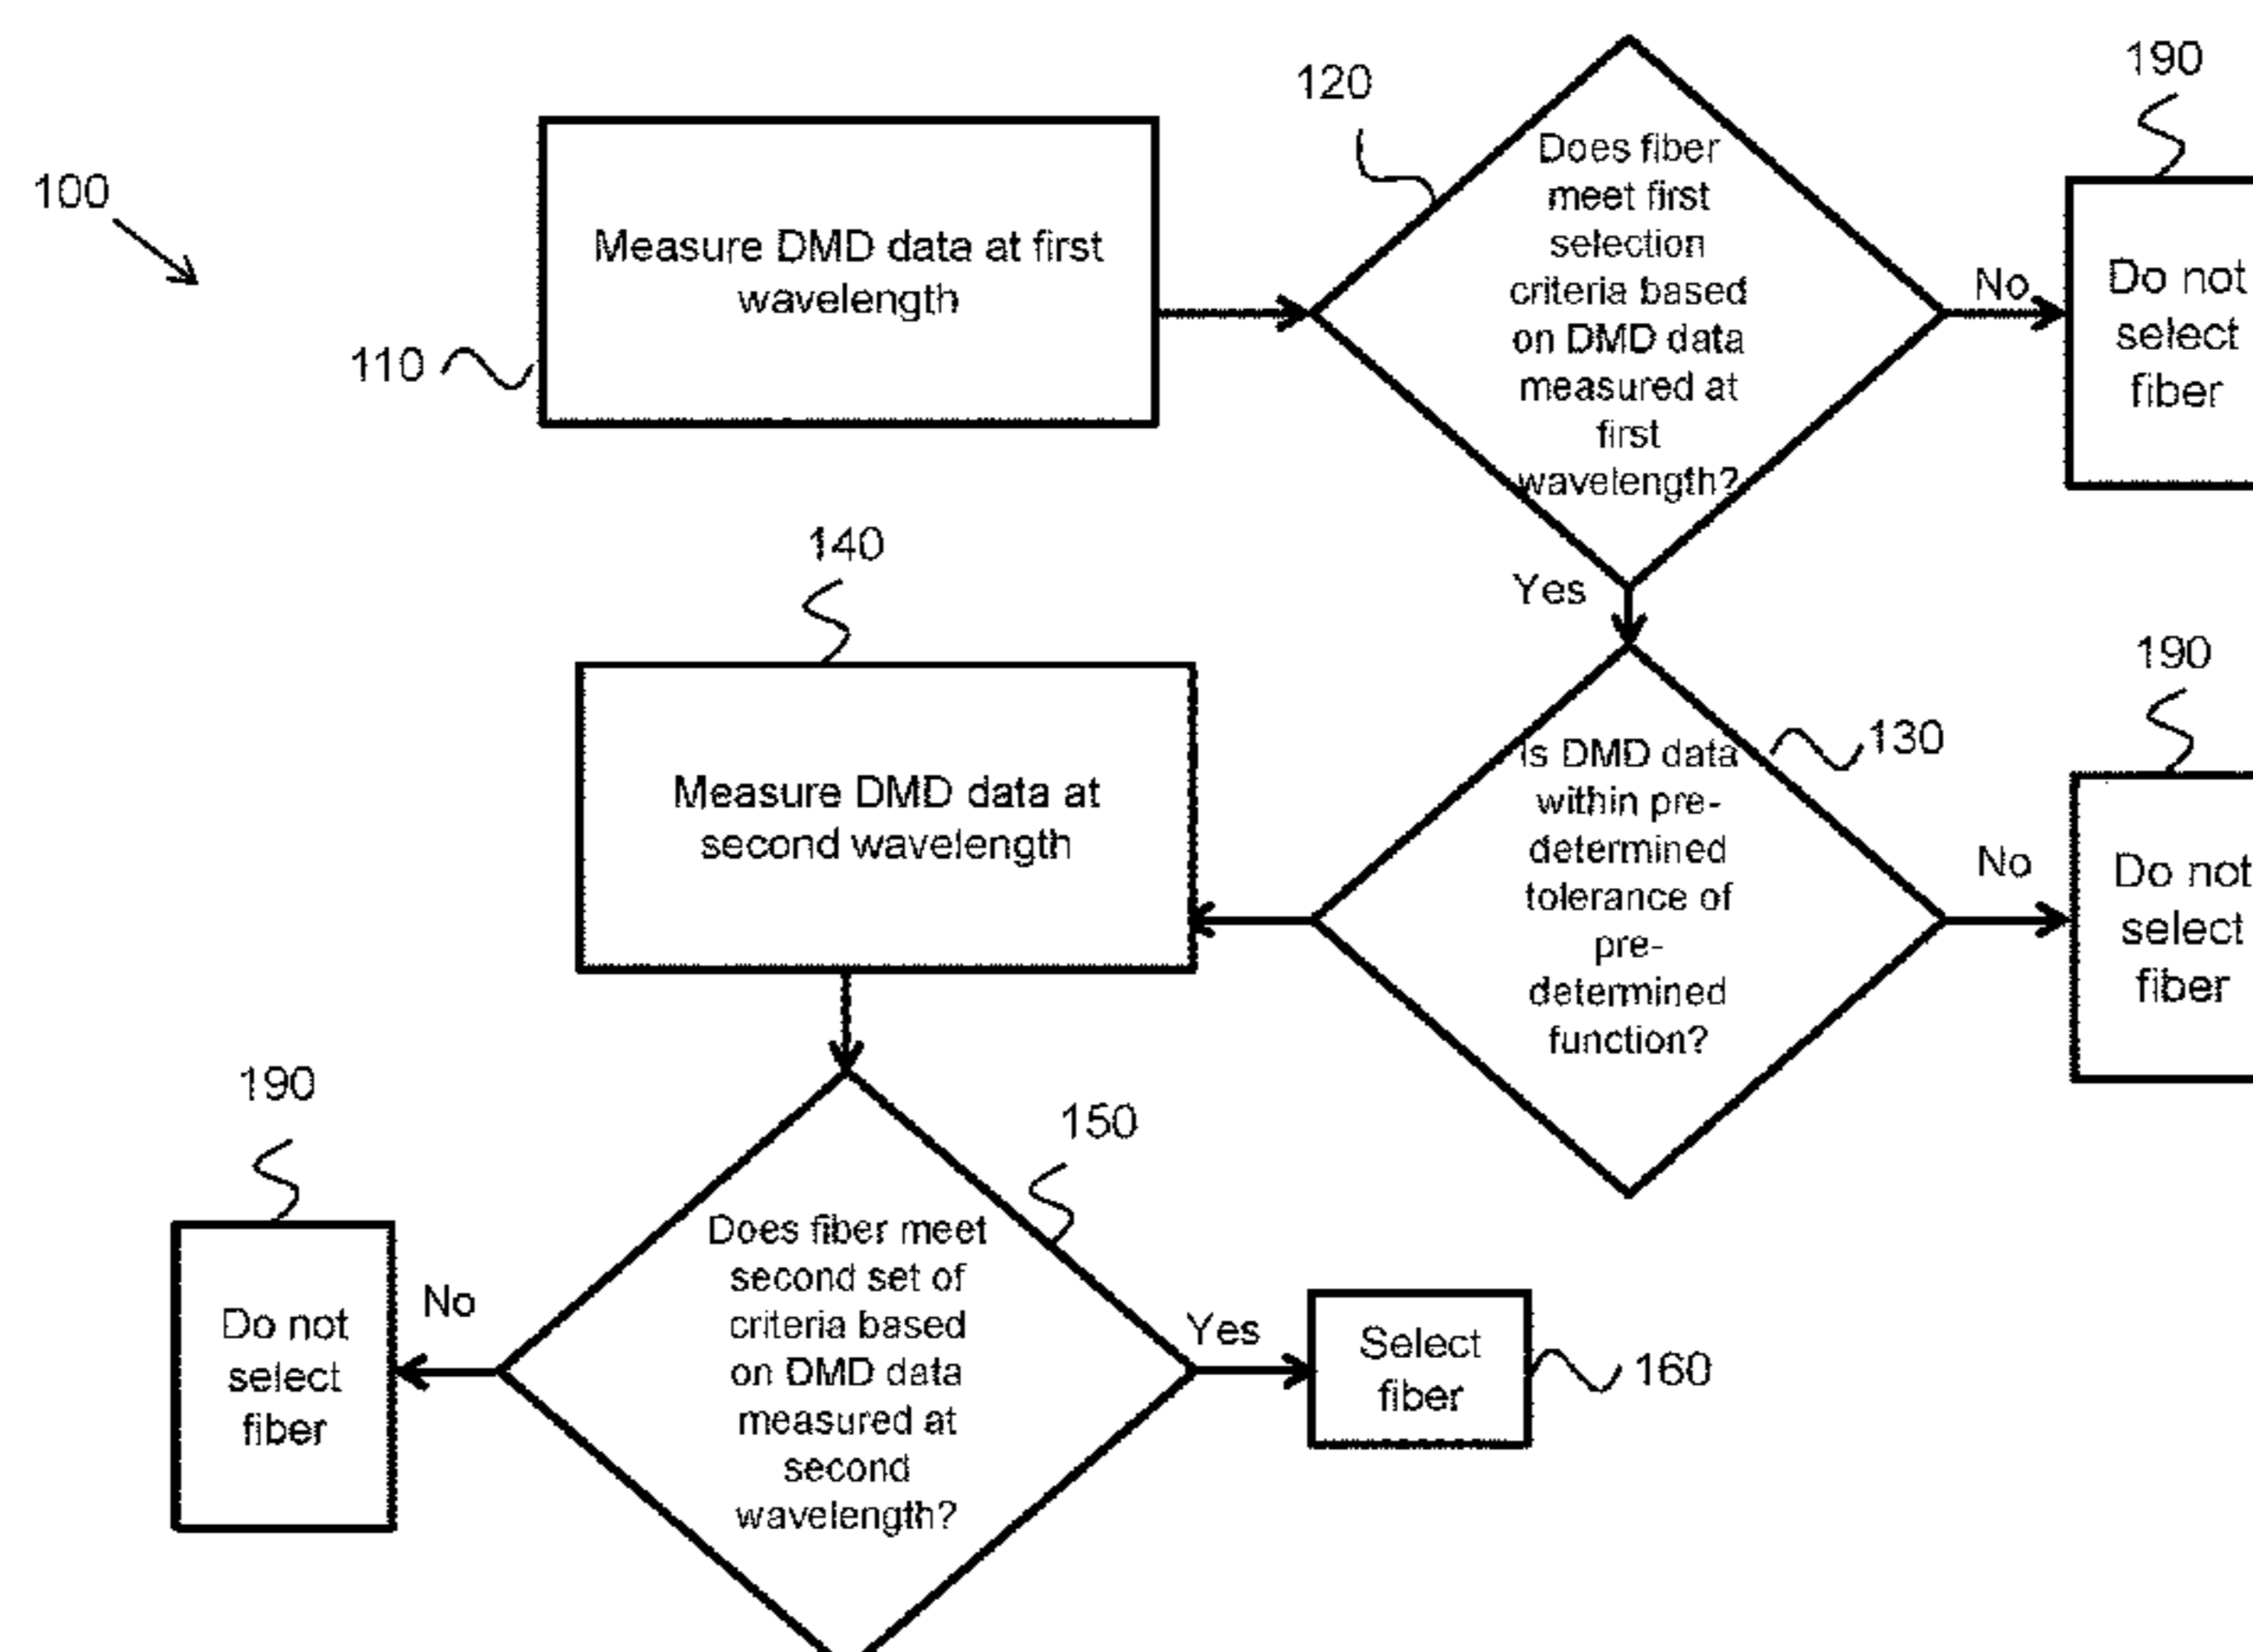 100
110
Measure DMD data at first
wavelength
120
Does fiber
meet first
selection
criteria based
on DMD data
measured at
first
wavelength?
No
190
Do not
select
fiber
Yes
130
Is DMD data
within pre-
determined
tolerance of
pre-
determined
function?
No
190
Do not
select
fiber
140
Measure DMD data at
second wavelength
150
Does fiber meet
second set of
criteria based
on DMD data
measured at
second
wavelength?
No
190
Do not
select
fiber
Yes
Select
fiber
160